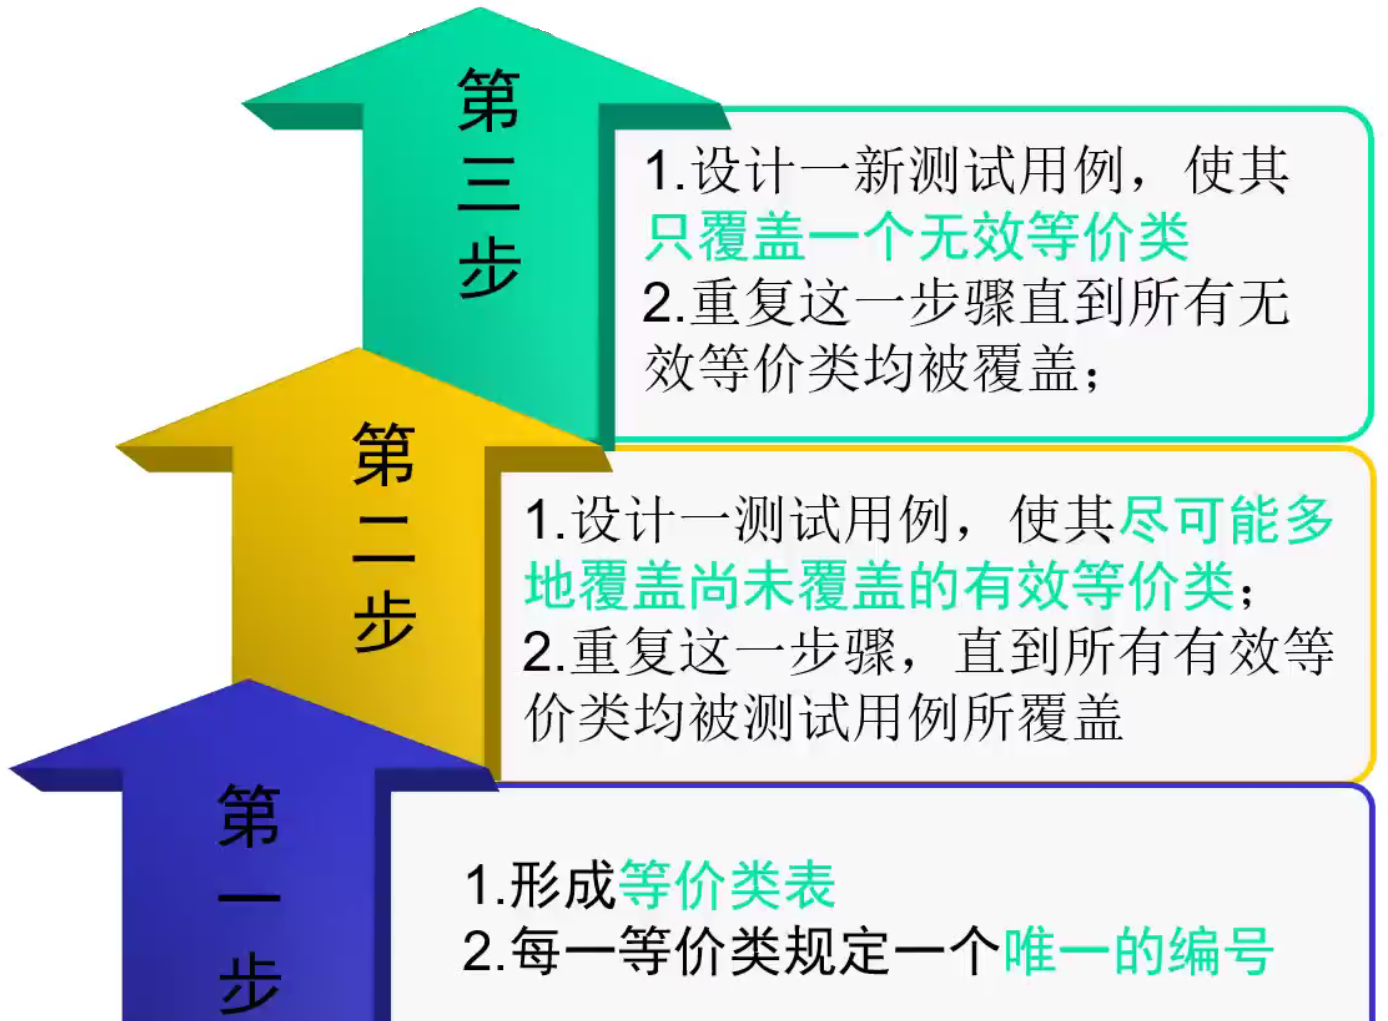 第三步
1.设计一新测试用例，使其
只覆盖一个无效等价类
2.重复这一步骤直到所有无
效等价类均被覆盖；
第二步
1.设计一测试用例，使其尽可能多
地覆盖尚未覆盖的有效等价类；
2.重复这一步骤，直到所有有效等
价类均被测试用例所覆盖
第一步
1.形成等价类表
2.每一等价类规定一个唯一的编号